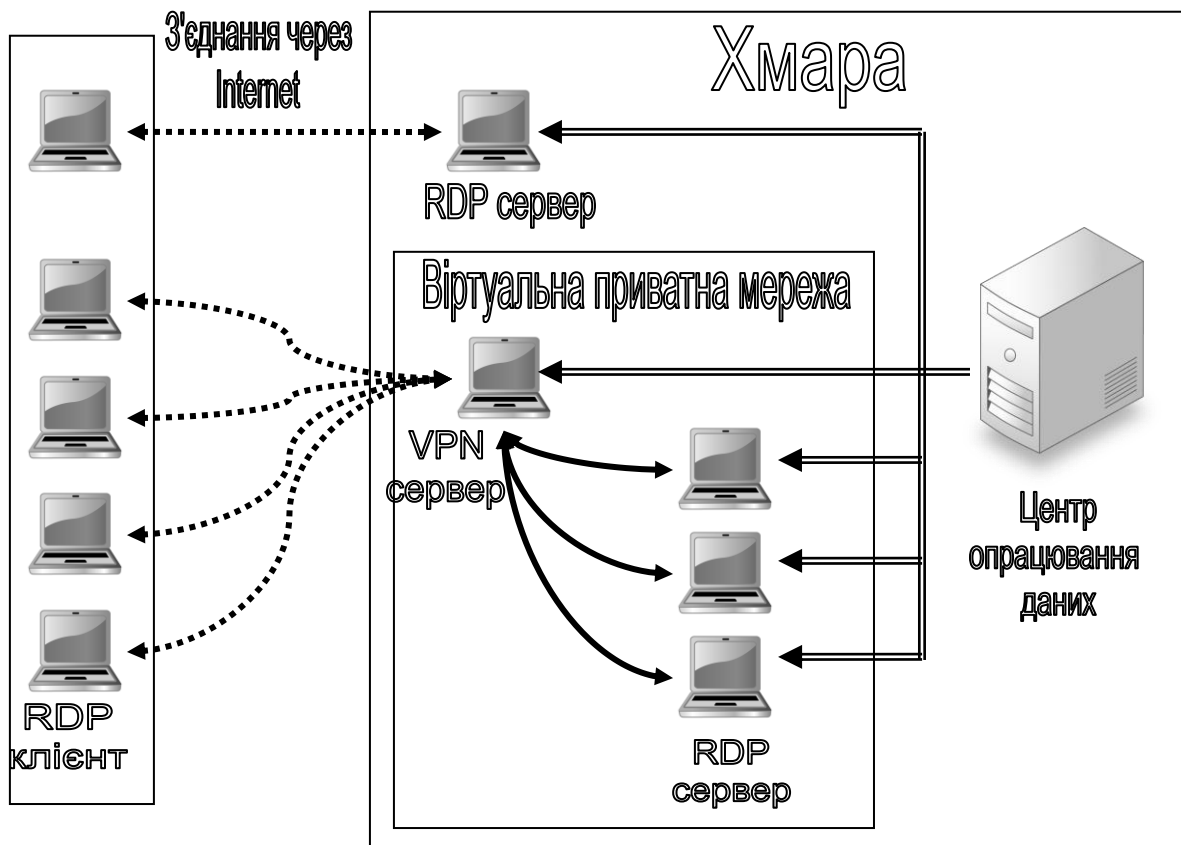 З'єднання через
Internet
Хмара
RDP сервер
Віртуальна приватна мережа
VPN
сервер
Центр
опрацювання
даних
RDP
клієнт
RDP
сервер